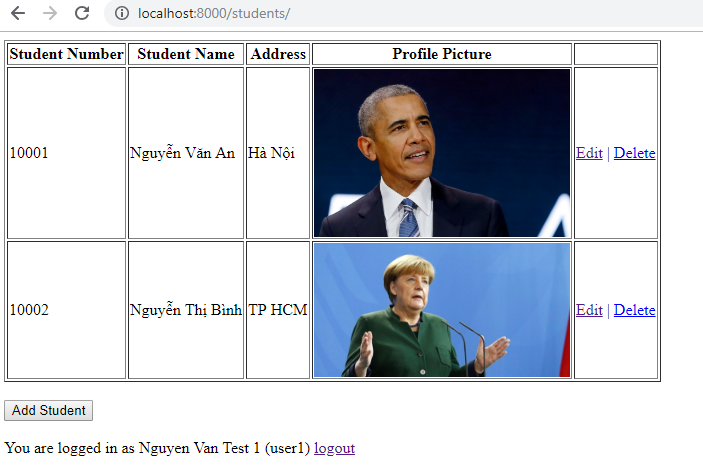 localhost:8000/students/
Student Number Student Name Address Profile Picture
10001 Nguyễn Văn An Hà Nội Edit | Delete
10002 Nguyễn Thị Bình TP HCM Edit | Delete
Add Student
You are logged in as Nguyen Van Test 1 (user1) logout